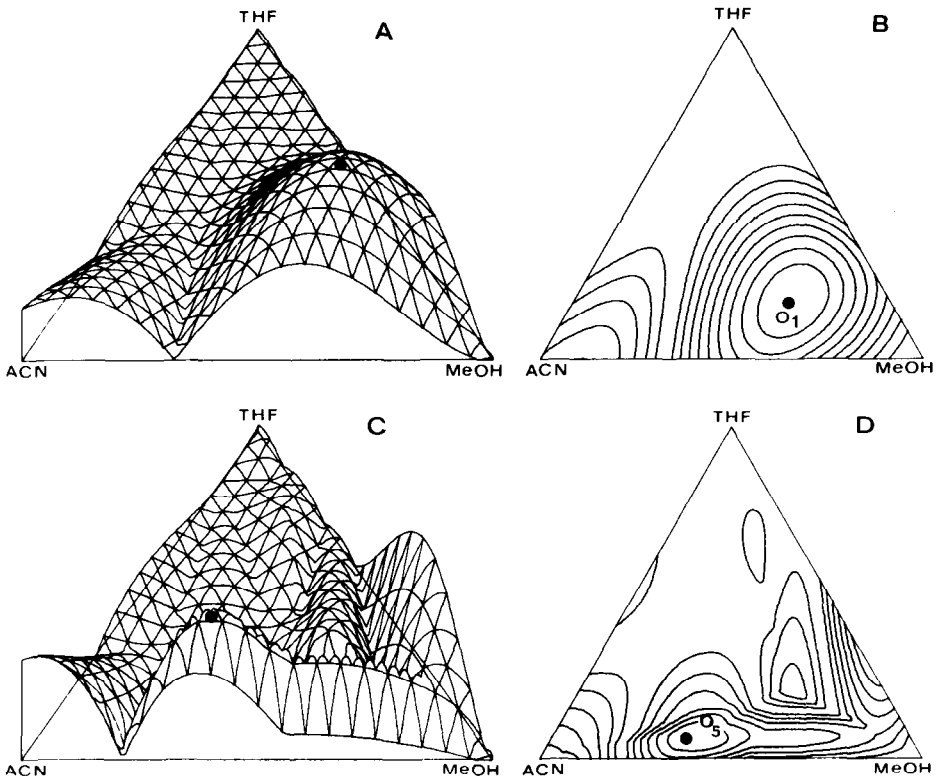 THF
A
ACN
MeOH
THF
B
O1
ACN
MeOH
THF
C
ACN
MeOH
THF
D
O5
ACN
MeOH